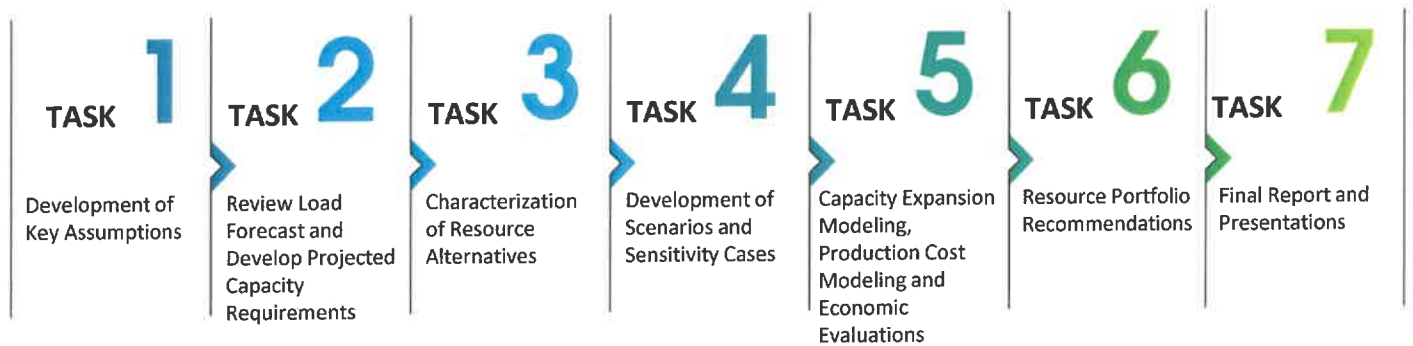 TASK 1
Development of
Key Assumptions
TASK 2
Review Load
Forecast and
Develop Projected
Capacity
Requirements
TASK 3
Characterization
of Resource
Alternatives
TASK 4
Development of
Scenarios and
Sensitivity Cases
TASK 5
Capacity Expansion
Modeling,
Production Cost
Modeling and
Economic
Evaluations
TASK 6
Resource Portfolio
Recommendations
TASK 7
Final Report and
Presentations